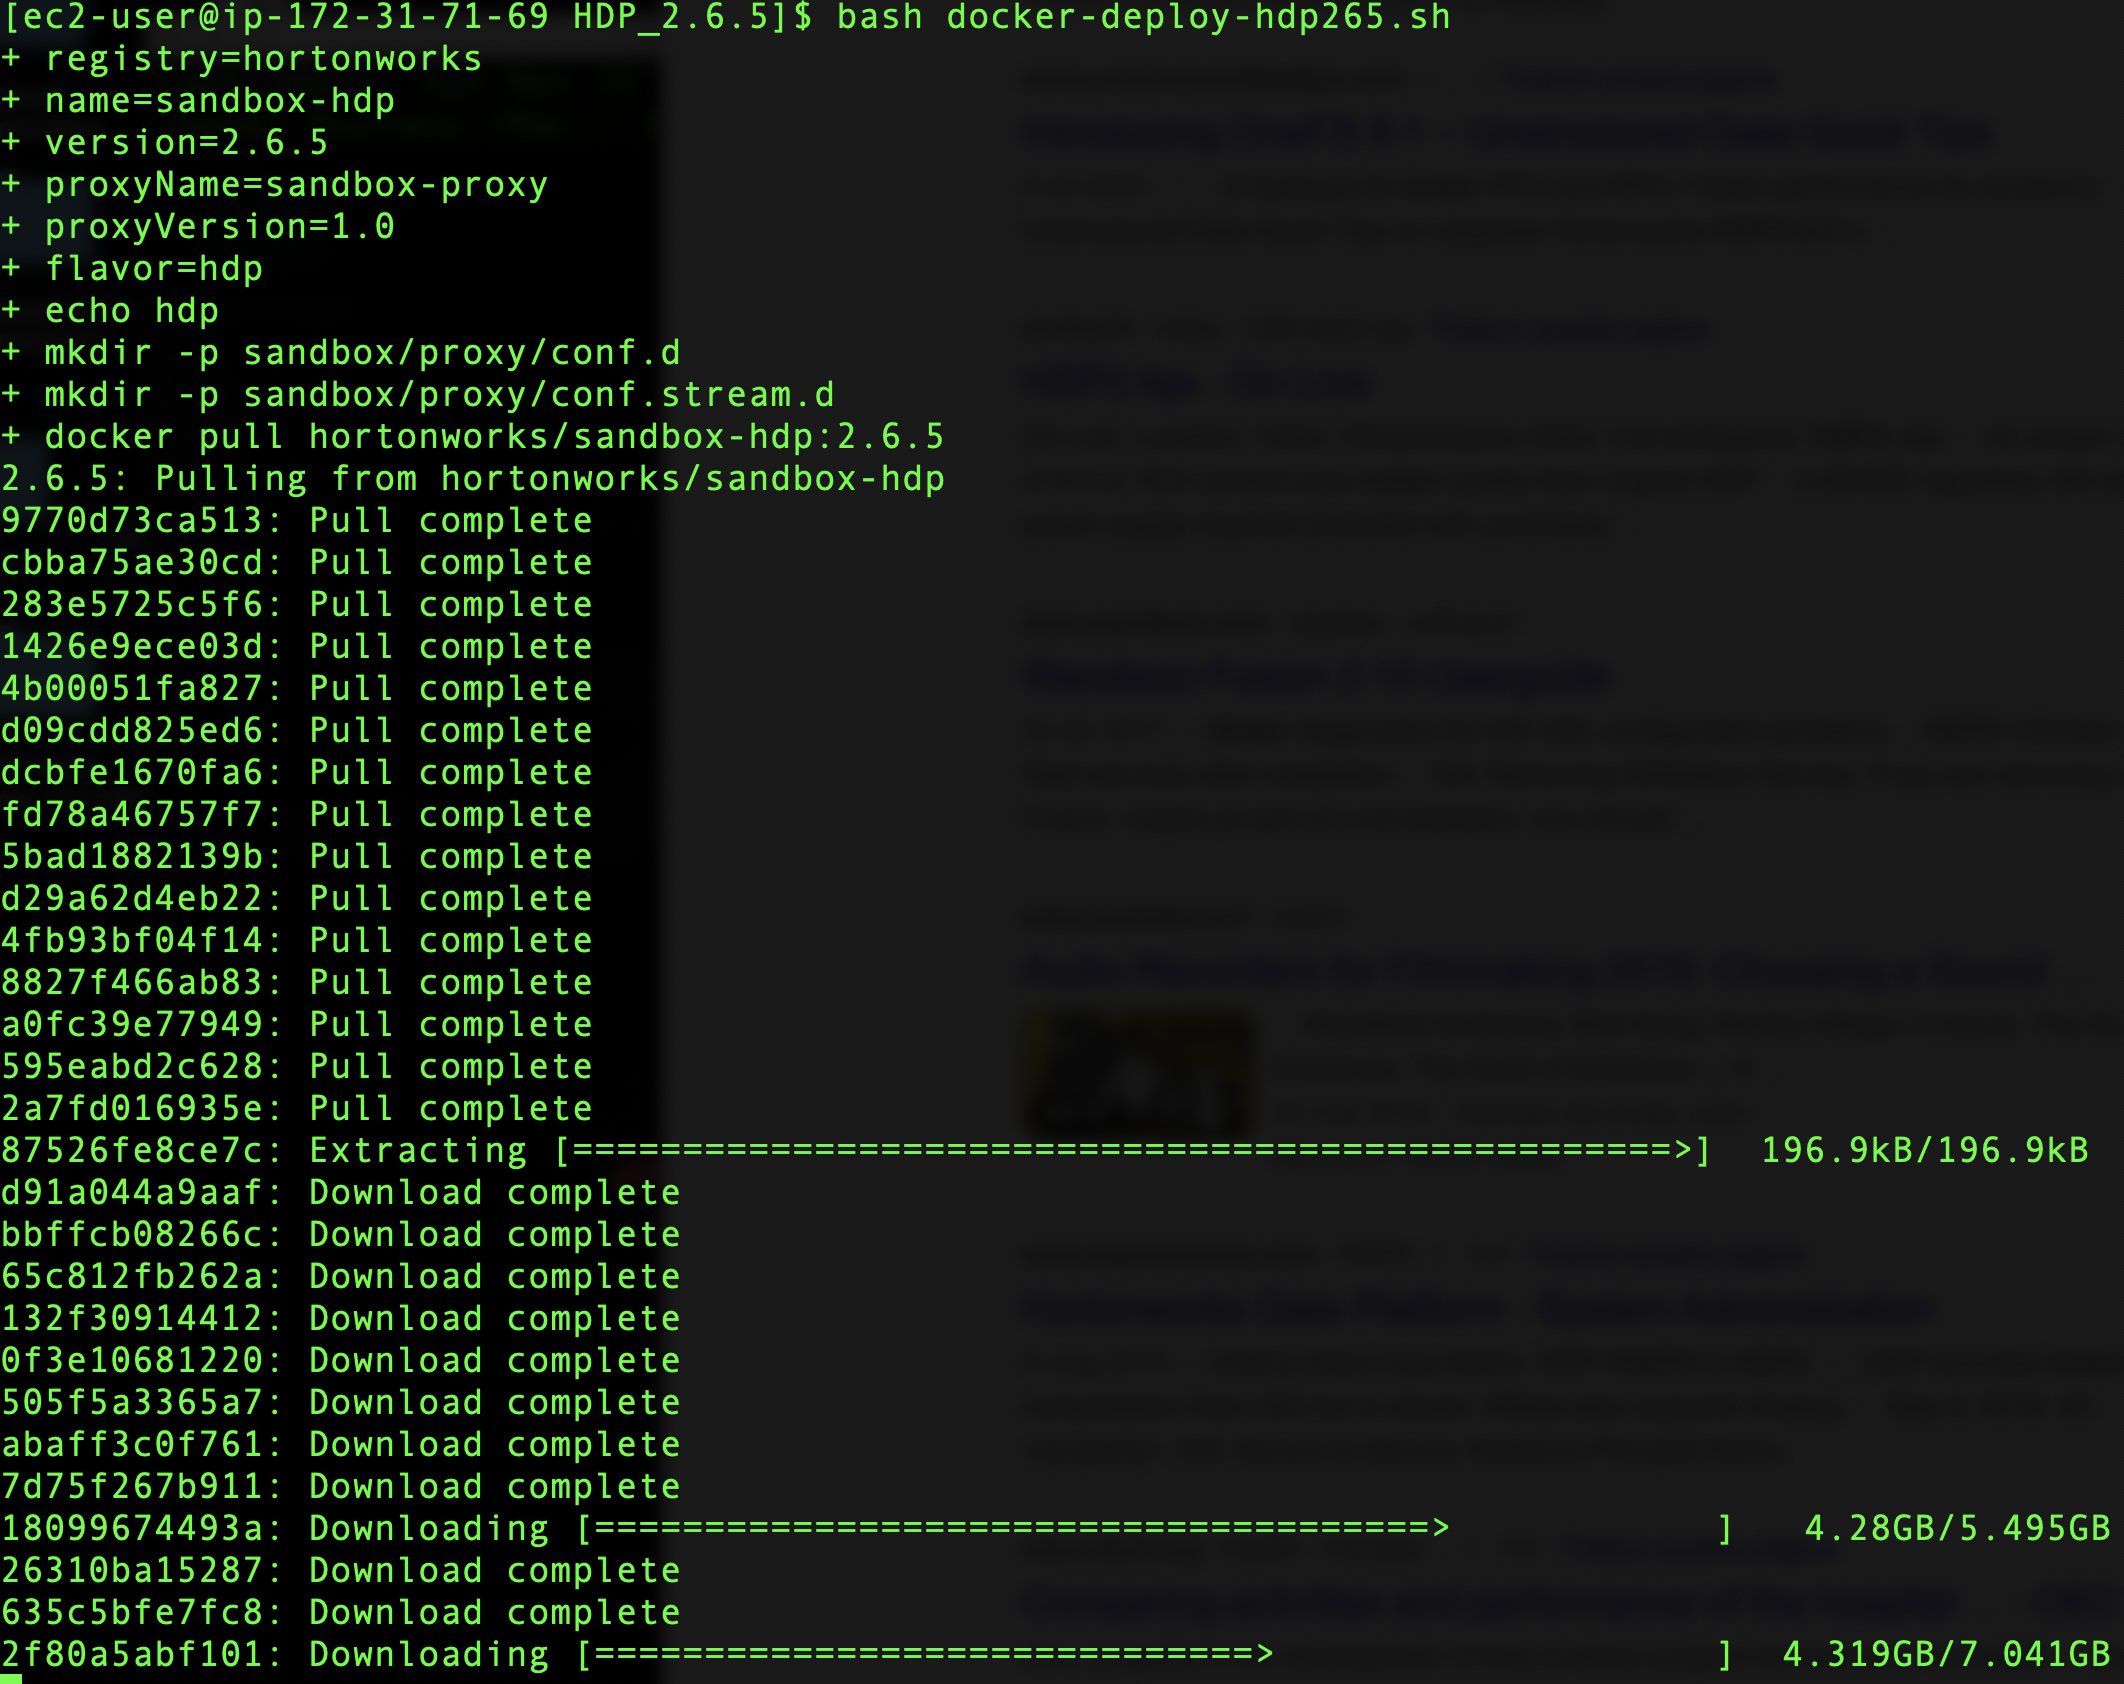 [ec2-user@ip-172-31-71-69 HDP_2.6.5]$ bash docker-deploy-hdp265.sh
+ registry=hortonworks
+ name=sandbox-hdp
+ version=2.6.5
+ proxyName=sandbox-proxy
+ proxyVersion=1.0
+ flavor=hdp
+ echo hdp
+ mkdir -p sandbox/proxy/conf.d
+ mkdir -p sandbox/proxy/conf.stream.d
+ docker pull hortonworks/sandbox-hdp:2.6.5
2.6.5: Pulling from hortonworks/sandbox-hdp
9770d73ca513: Pull complete
cbba75ae30cd: Pull complete
283e5725c5f6: Pull complete
1426e9ece03d: Pull complete
4b00051fa827: Pull complete
d09cdd825ed6: Pull complete
dcbfe1670fa6: Pull complete
fd78a46757f7: Pull complete
5bad1882139b: Pull complete
d29a62d4eb22: Pull complete
4fb93bf04f14: Pull complete
8827f466ab83: Pull complete
a0fc39e77949: Pull complete
595eabd2c628: Pull complete
2a7fd016935e: Pull complete
87526fe8ce7c: Extracting [==================================================>]  196.9kB/196.9kB
d91a044a9aaf: Download complete
bbffcb08266c: Download complete
65c812fb262a: Download complete
132f30914412: Download complete
0f3e10681220: Download complete
505f5a3365a7: Download complete
abaff3c0f761: Download complete
7d75f267b911: Download complete
18099674493a: Downloading [======================================>            ]   4.28GB/5.495GB
26310ba15287: Download complete
635c5bfe7fc8: Download complete
2f80a5abf101: Downloading [==============================>                    ]  4.319GB/7.041GB